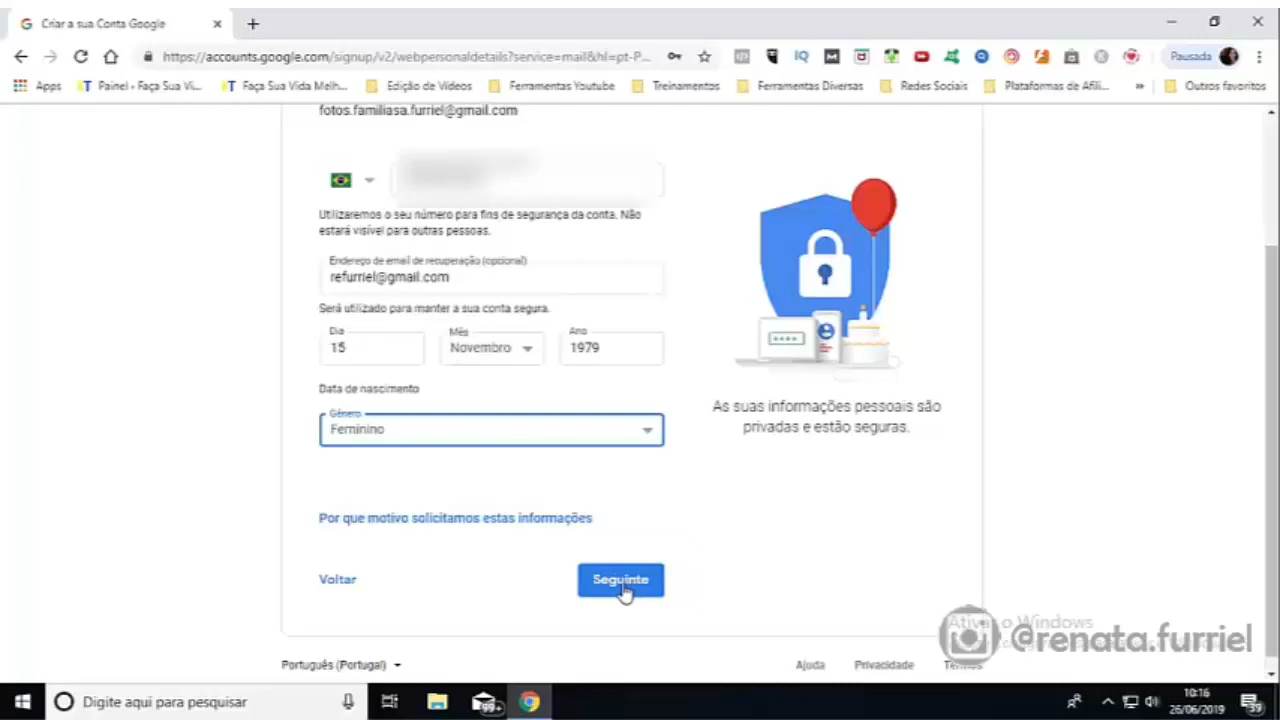 Criar a sua Conta Google
https://accounts.google.com/signup/v2/webpersonaldetails?service=mail&hl=pt-P...
Pausada
Apps
Painel - Faça Sua Vi...
Faça Sua Vida Melh...
Edição de Vídeos
Ferramentas Youtube
Treinamentos
Ferramentas Diversas
Redes Sociais
Plataformas de Afili...
»
Outros favoritos
fotos.familiasa.furriel@gmail.com
Utilizaremos o seu número para fins de segurança da conta. Não
estará visível para outras pessoas.
Endereço de email de recuperação (opcional)
refurriel@gmail.com
Será utilizado para manter a sua conta segura.
Dia
15
Mês
Novembro
Ano
1979
Data de nascimento
Género
Feminino
As suas informações pessoais são
privadas e estão seguras.
Por que motivo solicitamos estas informações
Voltar
Seguinte
Português (Portugal)
Ajuda
Privacidade
Termos
@renata.furriel
Digite aqui para pesquisar
99+
10:16
26/06/2019
39